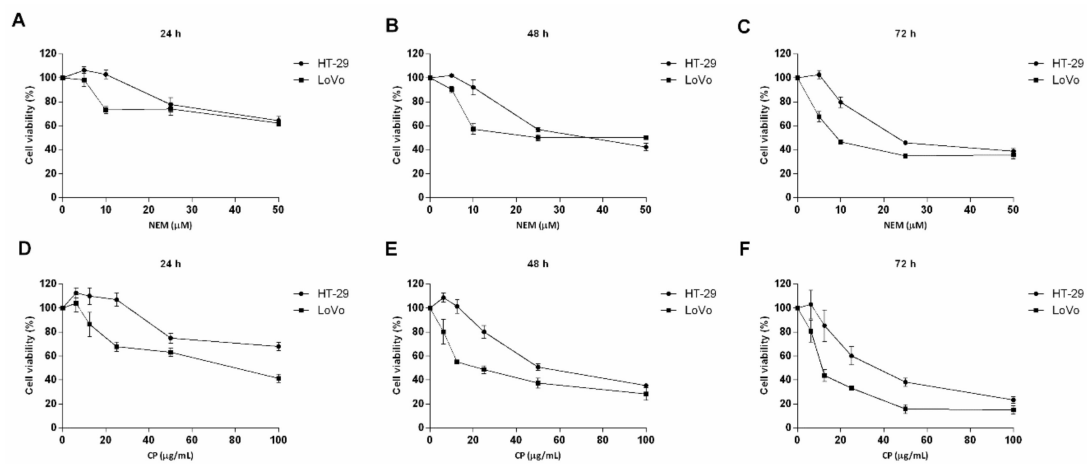 A
24 h
Cell viability (%)
120
100
80
60
40
20
0
0 10 20 30 40 50
NEM (μM)
HT-29
LoVo
B
48 h
Cell viability (%)
120
100
80
60
40
20
0
0 10 20 30 40 50
NEM (μM)
HT-29
LoVo
C
72 h
Cell viability (%)
120
100
80
60
40
20
0
0 10 20 30 40 50
NEM (μM)
HT-29
LoVo
D
24 h
Cell viability (%)
120
100
80
60
40
20
0
0 20 40 60 80 100
CP (μg/mL)
HT-29
LoVo
E
48 h
Cell viability (%)
120
100
80
60
40
20
0
0 20 40 60 80 100
CP (μg/mL)
HT-29
LoVo
F
72 h
Cell viability (%)
120
100
80
60
40
20
0
0 20 40 60 80 100
CP (μg/mL)
HT-29
LoVo